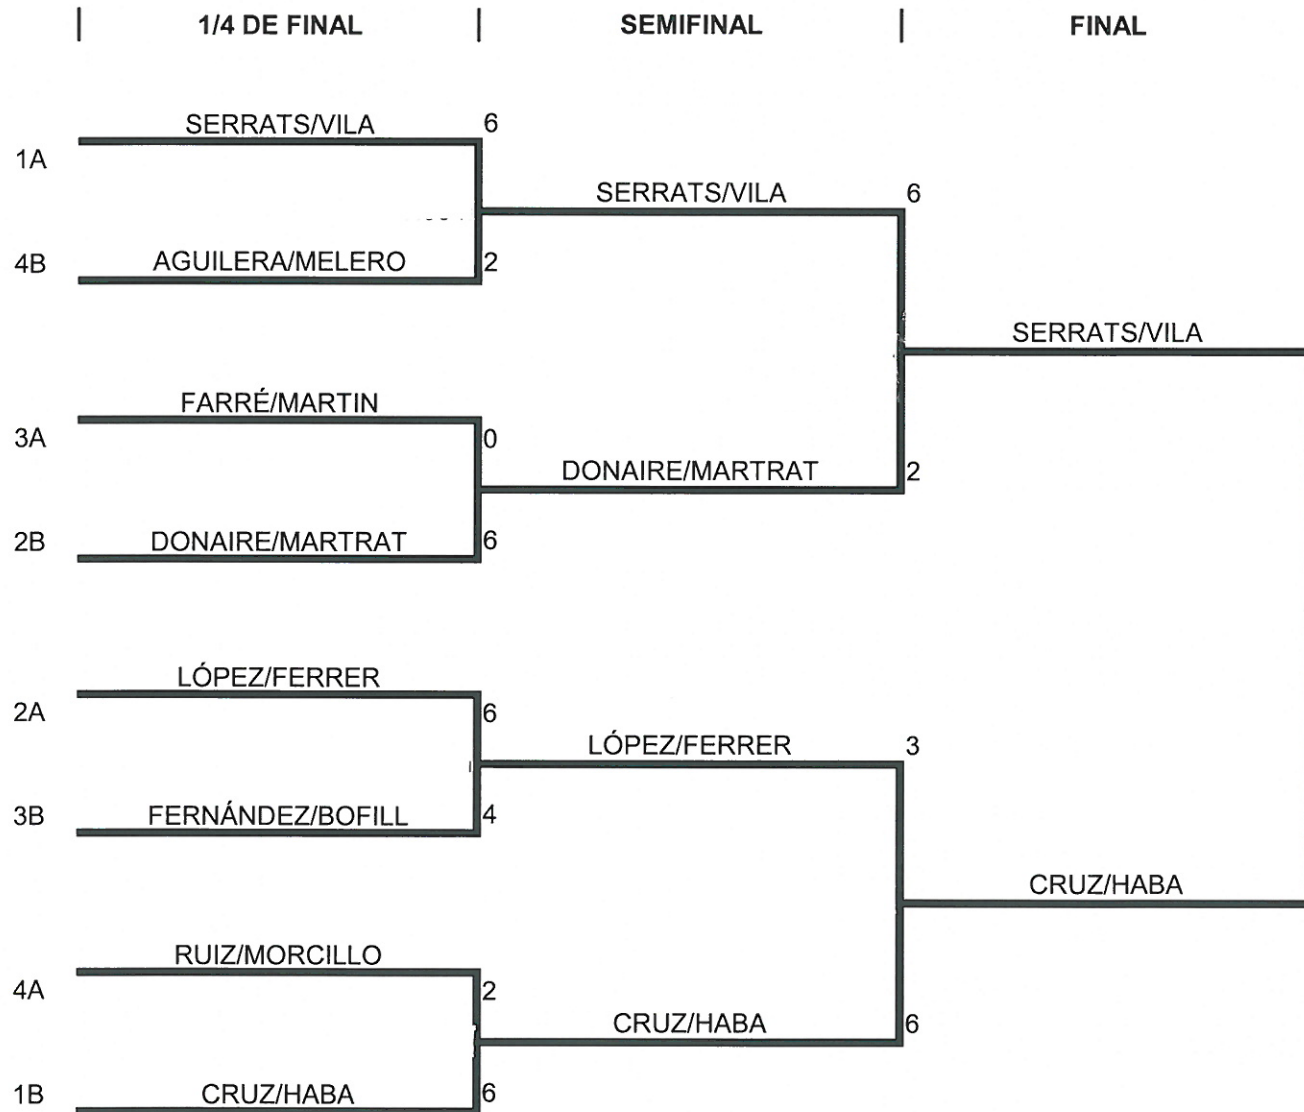 1/4 DE FINAL SEMIFINAL FINAL
SERRATS/VILA 6
1A
SERRATS/VILA 6
4B AGUILERA/MELERO 2
SERRATS/VILA
FARRÉ/MARTIN
3A 0
DONAIRE/MARTRAT 2
2B DONAIRE/MARTRAT 6
LÓPEZ/FERRER
2A 6
LÓPEZ/FERRER 3
3B FERNÁNDEZ/BOFILL 4
CRUZ/HABA
RUIZ/MORCILLO
4A 2
CRUZ/HABA 6
1B CRUZ/HABA 6